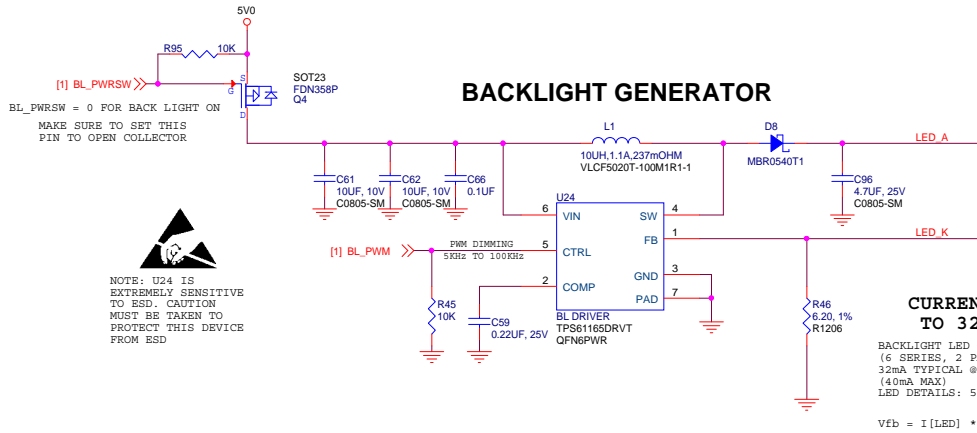 5V0
R95
10K
[1] BL_PWRSW
S
G
D
SOT23
FDN358P
Q4
BL_PWRSW = 0 FOR BACK LIGHT ON
MAKE SURE TO SET THIS
PIN TO OPEN COLLECTOR
BACKLIGHT GENERATOR
L1
10UH,1.1A,237mOHM
VLCF5020T-100M1R1-1
D8
MBR0540T1
LED_A
C61
10UF, 10V
C0805-SM
C62
10UF, 10V
C0805-SM
C66
0.1UF
C96
4.7UF, 25V
C0805-SM
U24
6
VIN
SW
4
[1] BL_PWM
PWM DIMMING
5KHz TO 100KHz
5
CTRL
FB
1
LED_K
2
COMP
GND
3
PAD
7
BL DRIVER
TPS61165DRVT
QFN6PWR
R45
10K
C59
0.22UF, 25V
R46
6.20, 1%
R1206
NOTE: U24 IS
EXTREMELY SENSITIVE
TO ESD. CAUTION
MUST BE TAKEN TO
PROTECT THIS DEVICE
FROM ESD
CURREN
TO 32
BACKLIGHT LED
(6 SERIES, 2 P
32mA TYPICAL @
(40mA MAX)
LED DETAILS: 5
Vfb = I[LED] *